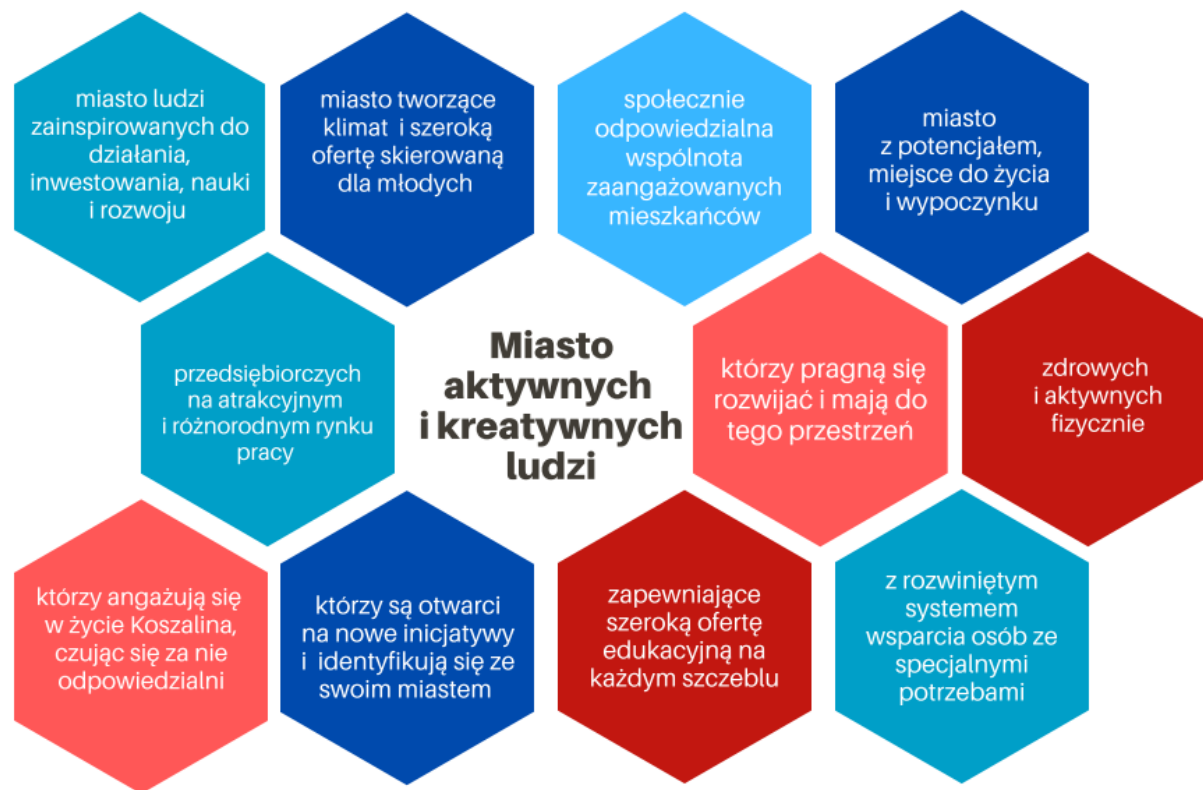 miasto ludzi
zainspirowanych do
działania,
inwestowania, nauki
i rozwoju
miasto tworzące
klimat i szeroką
ofertę skierowaną
dla młodych
społecznie
odpowiedzialna
wspólnota
zaangażowanych
mieszkańców
miasto
z potencjałem,
miejsce do życia
i wypoczynku
przedsiębiorczych
na atrakcyjnym
i różnorodnym rynku
pracy
Miasto
aktywnych
i kreatywnych
ludzi
którzy pragną się
rozwijać i mają do
tego przestrzeń
zdrowych
i aktywnych
fizycznie
którzy angażują się
w życie Koszalina,
czując się za nie
odpowiedzialni
którzy są otwarci
na nowe inicjatywy
i identyfikują się ze
swoim miastem
zapewniające
szeroką ofertę
edukacyjną na
każdym szczeblu
z rozwiniętym
systemem
wsparcia osób ze
specjalnymi
potrzebami